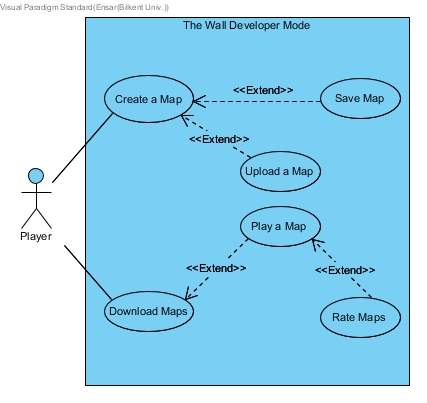 Visual Paradigm Standard(Ensar(Bilkent Univ.))
The Wall Developer Mode
Create a Map
<<Extend>>
Save Map
<<Extend>>
Upload a Map
Player
Play a Map
<<Extend>>
<<Extend>>
Download Maps
Rate Maps